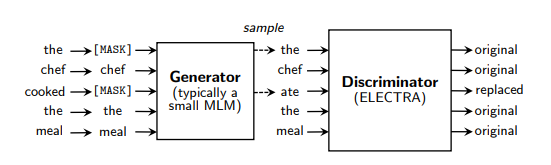 sample
the [MASK] the original
chef chef chef original
cooked [MASK] ate replaced
the the the original
meal meal meal original
Generator
(typically a
small MLM)
Discriminator
(ELECTRA)